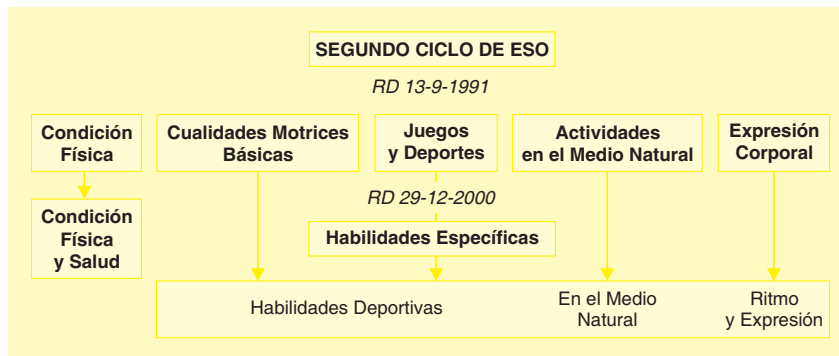 SEGUNDO CICLO DE ESO
RD 13-9-1991
Condición
Física
Cualidades Motrices
Básicas
Juegos
y Deportes
Actividades
en el Medio Natural
Expresión
Corporal
RD 29-12-2000
Condición
Física
y Salud
Habilidades Específicas
Habilidades Deportivas
En el Medio
Natural
Ritmo
y Expresión